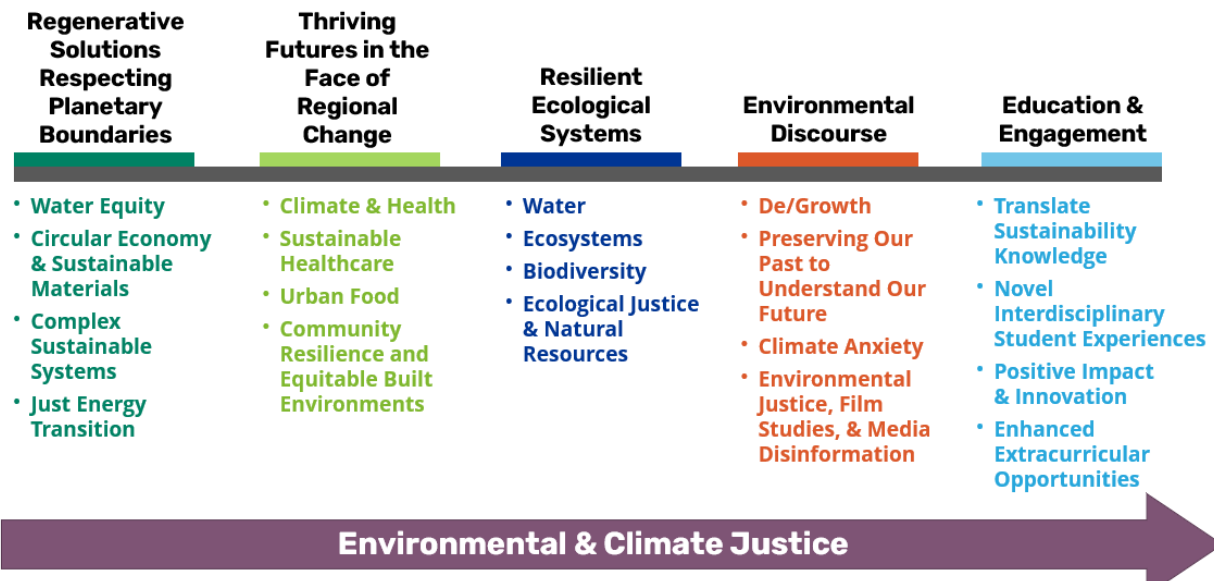 Regenerative
Solutions
Respecting
Planetary
Boundaries
• Water Equity
• Circular Economy
& Sustainable
Materials
• Complex
Sustainable
Systems
• Just Energy
Transition
Thriving
Futures in the
Face of
Regional
Change
• Climate & Health
• Sustainable
Healthcare
• Urban Food
• Community
Resilience and
Equitable Built
Environments
Resilient
Ecological
Systems
• Water
• Ecosystems
• Biodiversity
• Ecological Justice
& Natural
Resources
Environmental
Discourse
• De/Growth
• Preserving Our
Past to
Understand Our
Future
• Climate Anxiety
• Environmental
Justice, Film
Studies, & Media
Disinformation
Education &
Engagement
• Translate
Sustainability
Knowledge
• Novel
Interdisciplinary
Student Experiences
• Positive Impact
& Innovation
• Enhanced
Extracurricular
Opportunities
Environmental & Climate Justice